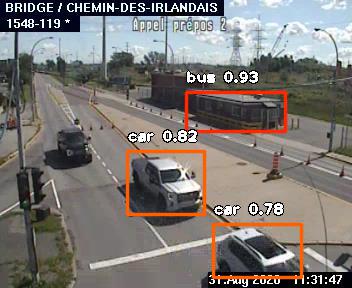 BRIDGE / CHEMIN-DES-IRLANDAIS
1548-119 *
Appel prépos 2
bus 0.93
car 0.82
car 0.78
31.Aug 2020 11:31:47